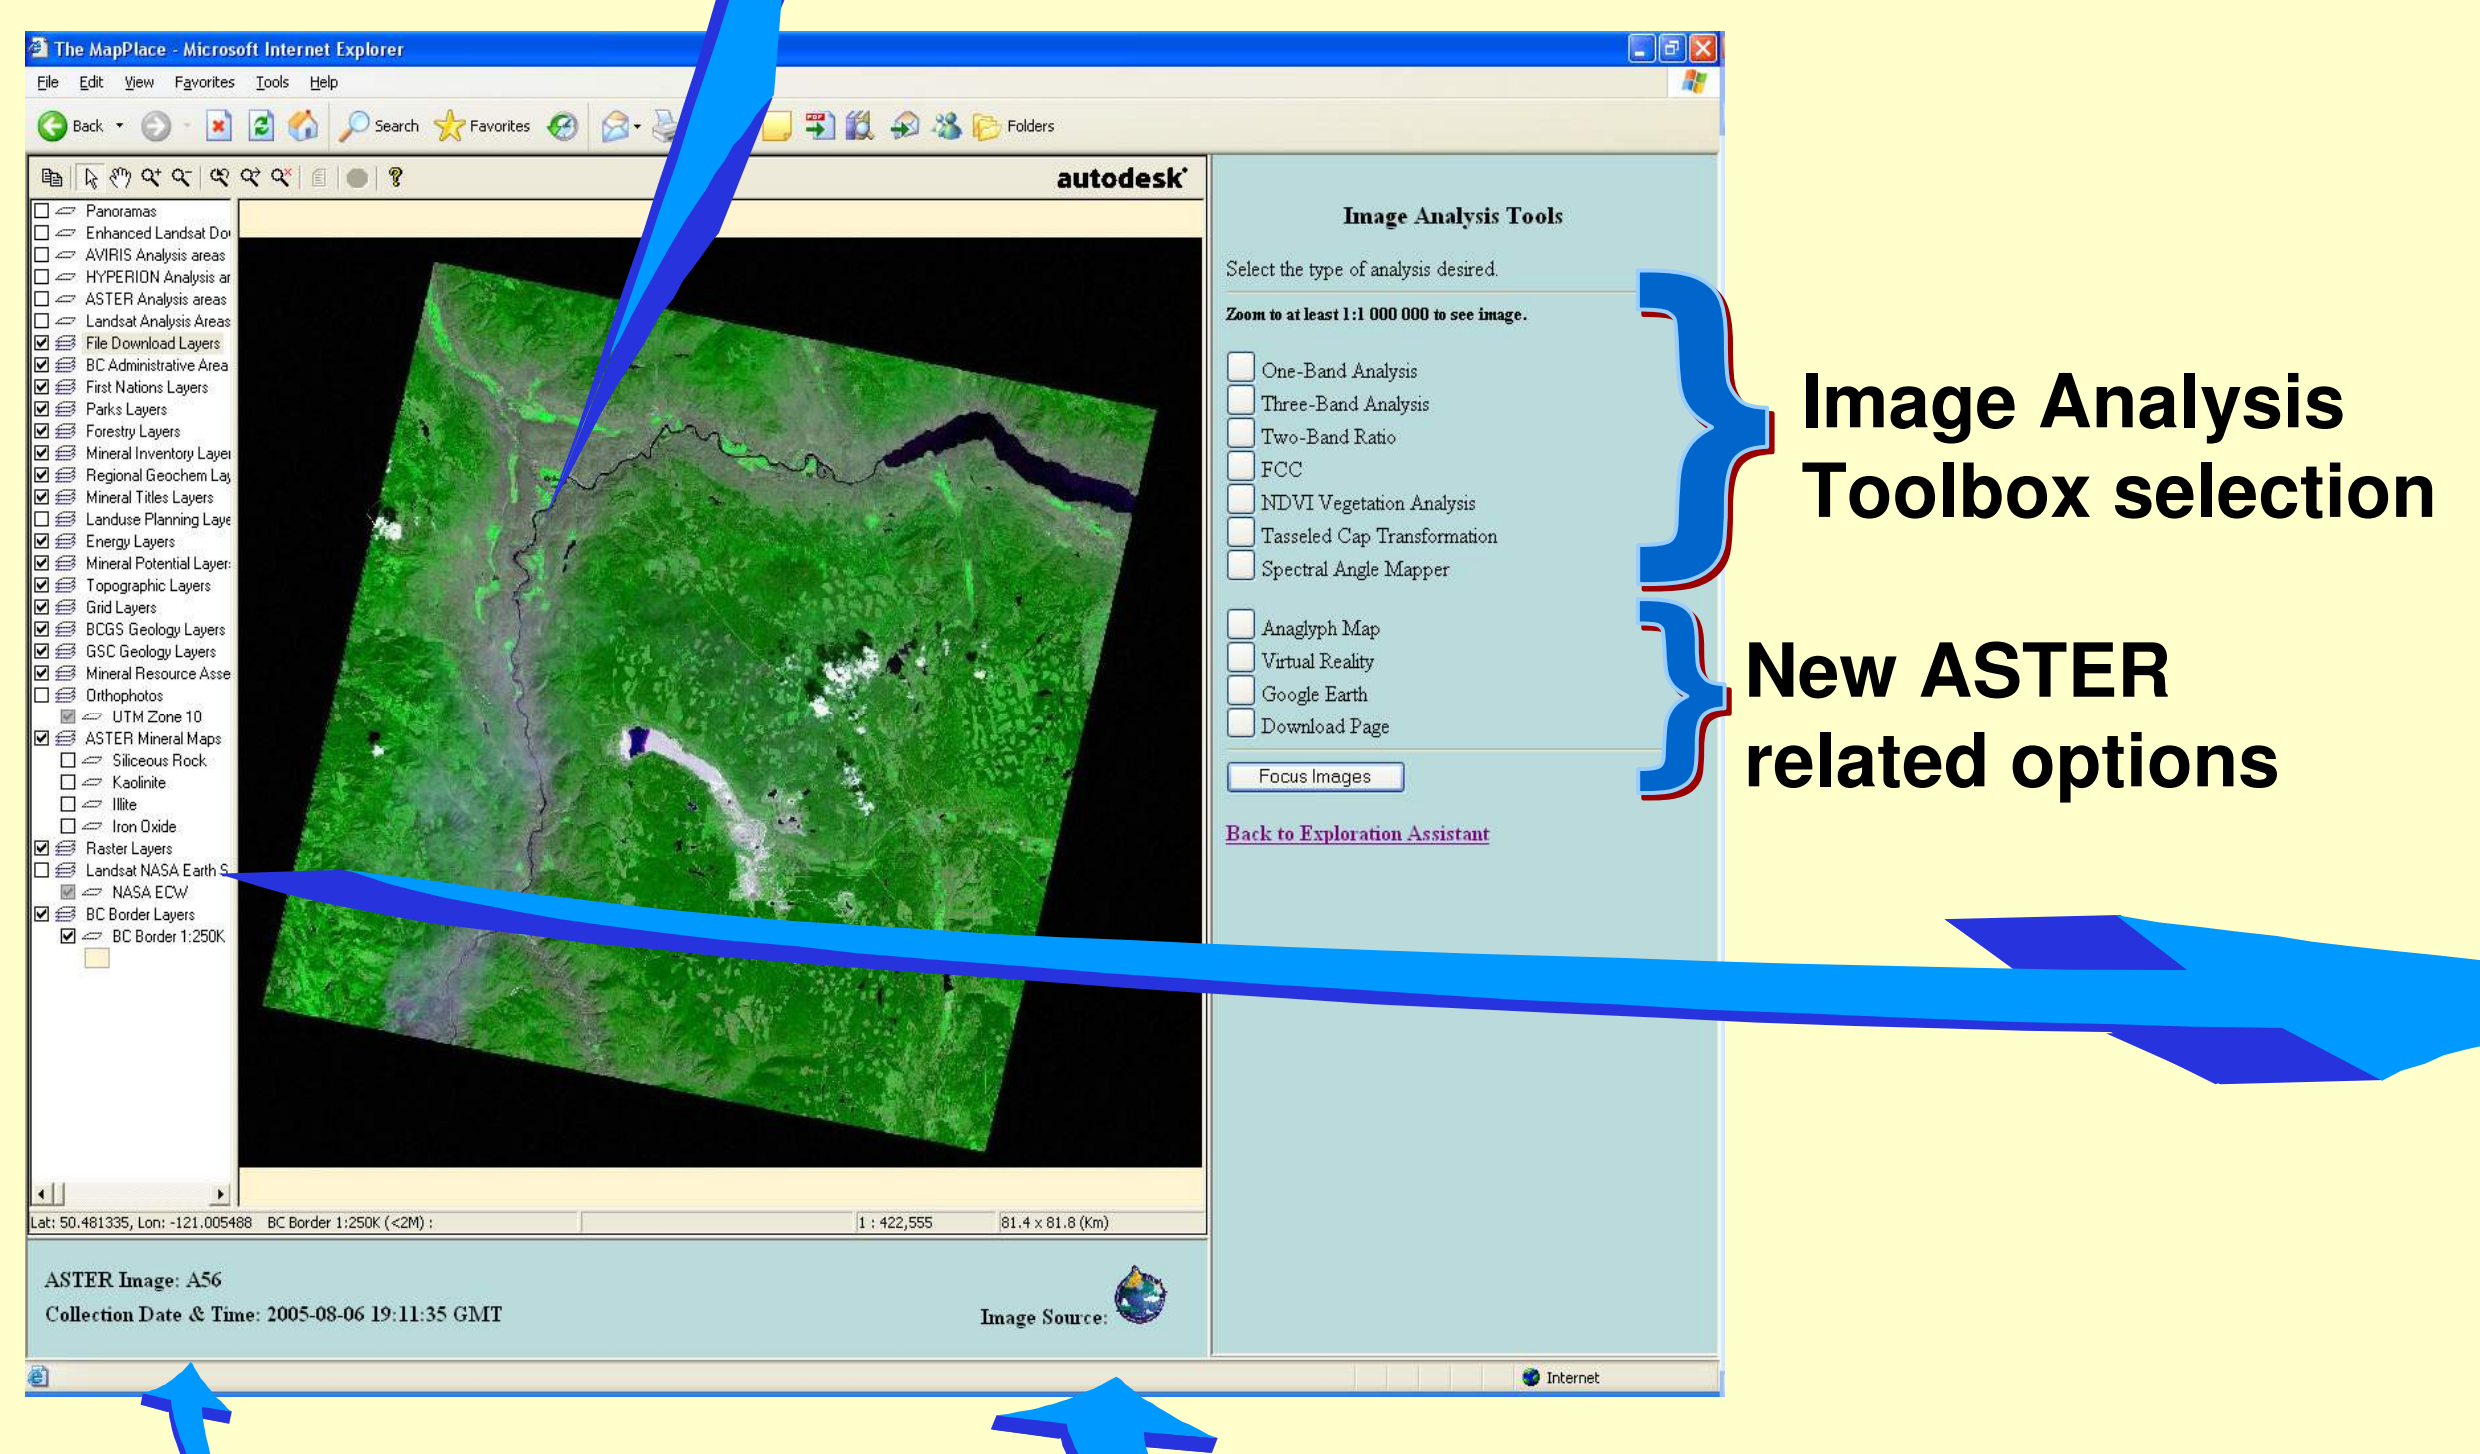 The MapPlace - Microsoft Internet Explorer
File Edit View Favorites Tools Help
Back Search Favorites Folders
autodesk
Panoramas
Enhanced Landsat Do
AVIRIS Analysis areas
HYPERION Analysis ar
ASTER Analysis areas
Landsat Analysis Areas
File Download Layers
BC Administrative Area
First Nations Layers
Parks Layers
Forestry Layers
Mineral Inventory Layer
Regional Geochem Lay
Mineral Titles Layers
Landuse Planning Laye
Energy Layers
Mineral Potential Layer
Topographic Layers
Grid Layers
BCGS Geology Layers
GSC Geology Layers
Mineral Resource Asse
Orthophotos
UTM Zone 10
ASTER Mineral Maps
Siliceous Rock
Kaolinite
Illite
Iron Oxide
Raster Layers
Landsat NASA Earth S
NASA ECW
BC Border Layers
BC Border 1:250K
Lat: 50.481335, Lon: -121.005488 BC Border 1:250K (<2M) : 1 : 422,555 81.4 x 81.8 (Km)
ASTER Image: A56
Collection Date & Time: 2005-08-06 19:11:35 GMT
Image Source:
Image Analysis Tools
Select the type of analysis desired.
Zoom to at least 1:1 000 000 to see image.
One-Band Analysis
Three-Band Analysis
Two-Band Ratio
FCC
NDVI Vegetation Analysis
Tasseled Cap Transformation
Spectral Angle Mapper
Anaglyph Map
Virtual Reality
Google Earth
Download Page
Focus Images
Back to Exploration Assistant
Internet
Image Analysis
Toolbox selection
New ASTER
related options